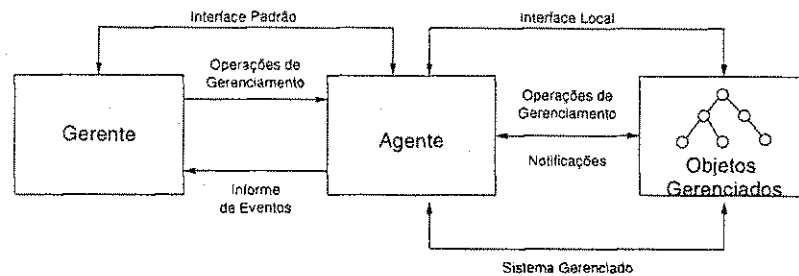 Interface Padrão
Interface Local
Operações de
Gerenciamento
Operações de
Gerenciamento
Gerente
Agente
Notificações
Objetos
Gerenciados
Informe
de Eventos
Sistema Gerenciado